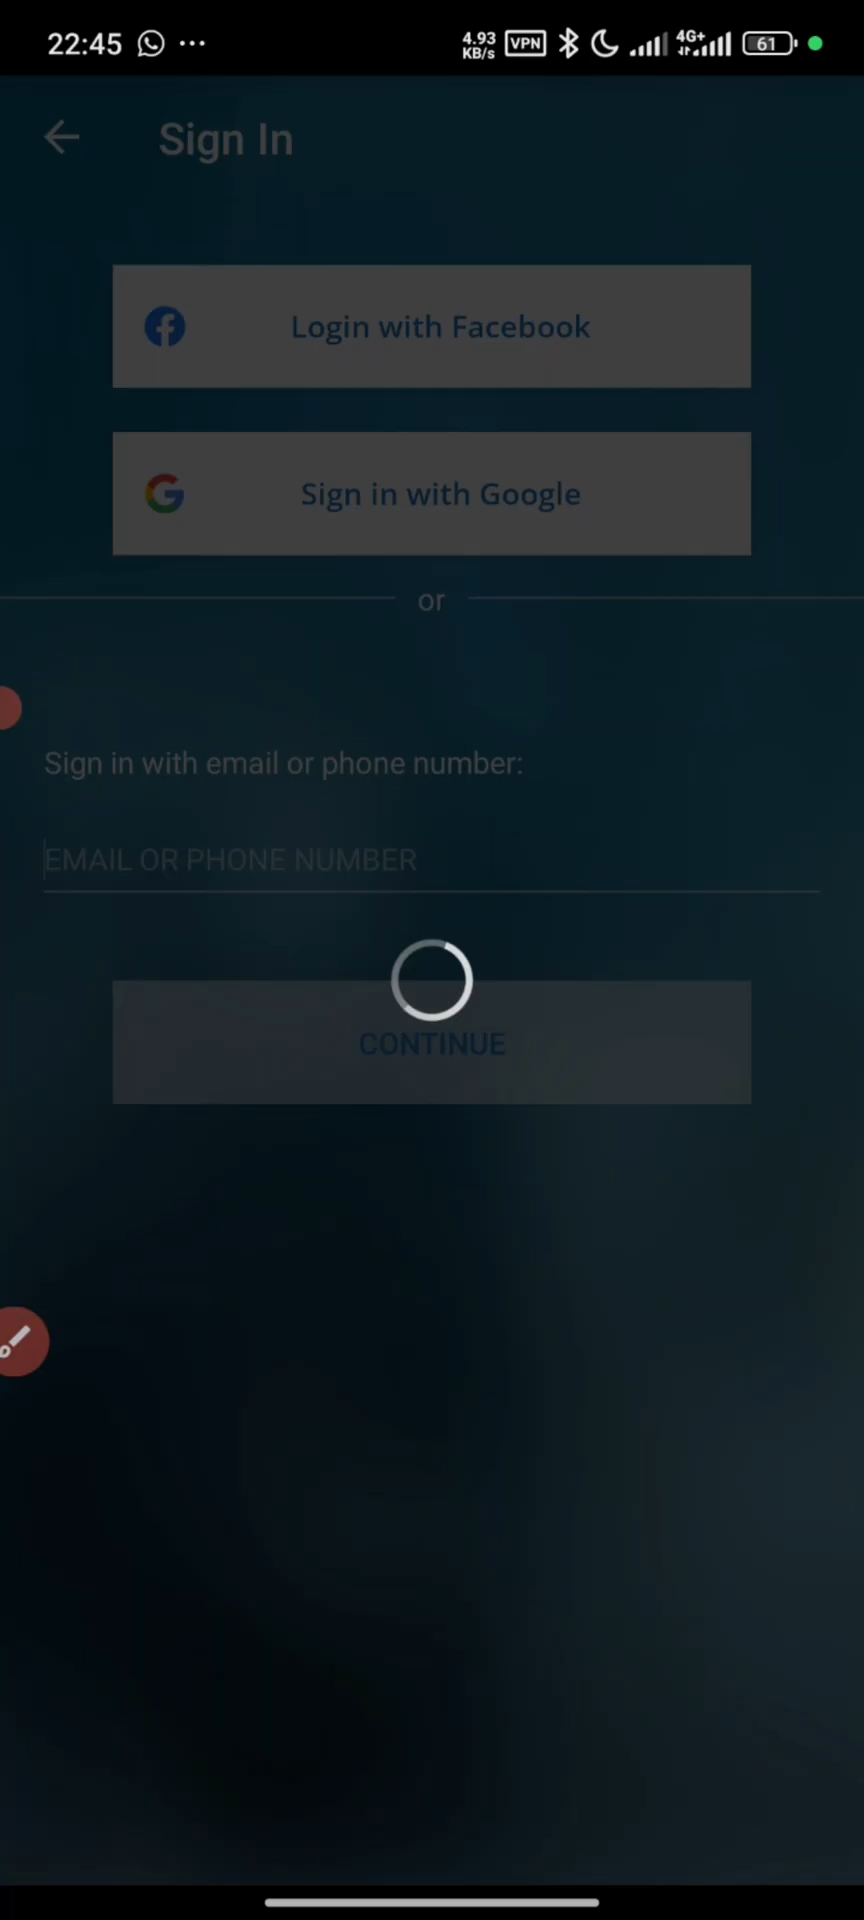 22:45 ... 4.93 KB/s VPN 4G+ 61
Sign In
Login with Facebook
Sign in with Google
or
Sign in with email or phone number:
EMAIL OR PHONE NUMBER
CONTINUE